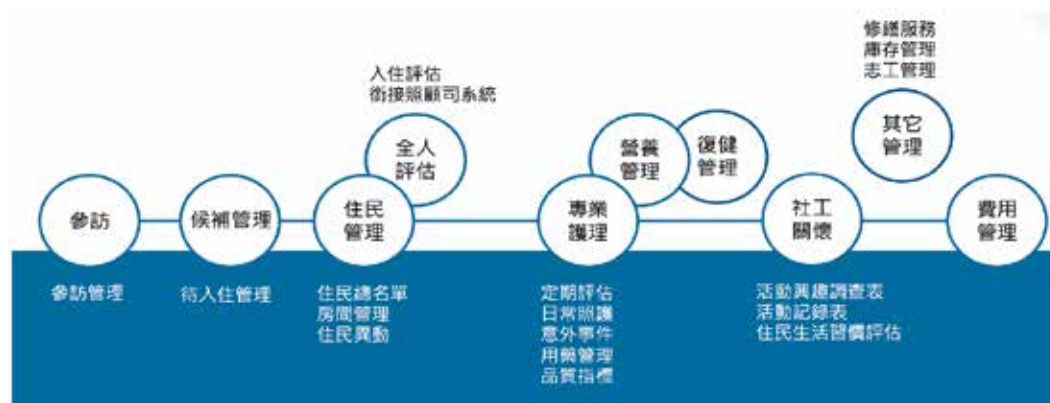 修繕服務
庫存管理
志工管理
入住評估
銜接照顧司系統
全人
評估
營養
管理
復健
管理
其它
管理
參訪
候補管理
住民
管理
專業
護理
社工
關懷
費用
管理
參訪管理
待入住管理
住民總名單
房間管理
住民異動
定期評估
日常照護
意外事件
用藥管理
品質指標
活動興趣調查表
活動記錄表
住民生活習慣評估